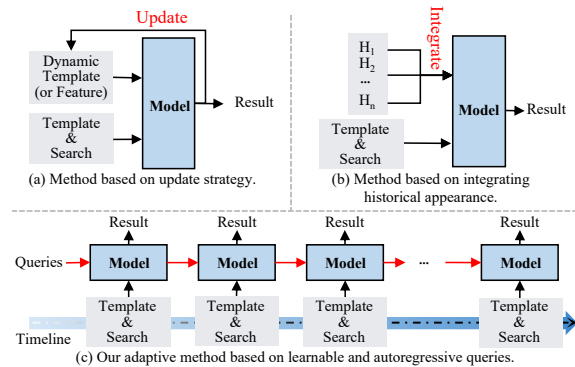 Update
Dynamic
Template
(or Feature)
Model
Result
Template
&
Search
(a) Method based on update strategy.
H1
H2
...
Hn
Integrate
Model
Result
Template
&
Search
(b) Method based on integrating
historical appearance.
Result Result Result Result
Queries Model Model Model ... Model
Template Template Template Template
& & & &
Search Search Search Search
Timeline
(c) Our adaptive method based on learnable and autoregressive queries.